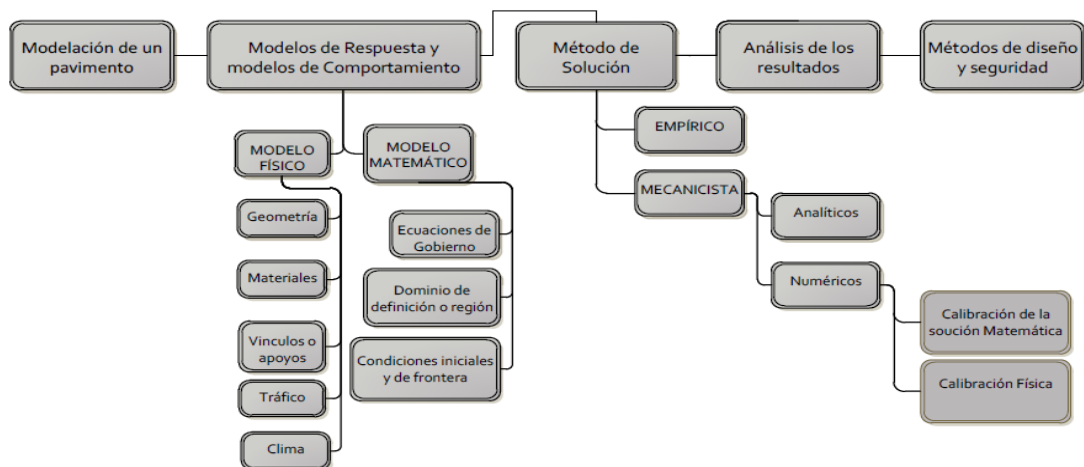 Modelación de un
pavimento
Modelos de Respuesta y
modelos de Comportamiento
Método de
Solución
Análisis de los
resultados
Métodos de diseño
y seguridad
MODELO
FÍSICO
Geometría
Materiales
Vinculos o
apoyos
Tráfico
Clima
MODELO
MATEMÁTICO
Ecuaciones de
Gobierno
Dominio de
definición o región
Condiciones iniciales
y de frontera
EMPÍRICO
MECANICISTA
Analíticos
Numéricos
Calibración de la
soución Matemática
Calibración Física